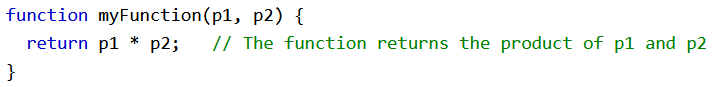 function myFunction(p1, p2) {
  return p1 * p2;   // The function returns the product of p1 and p2
}